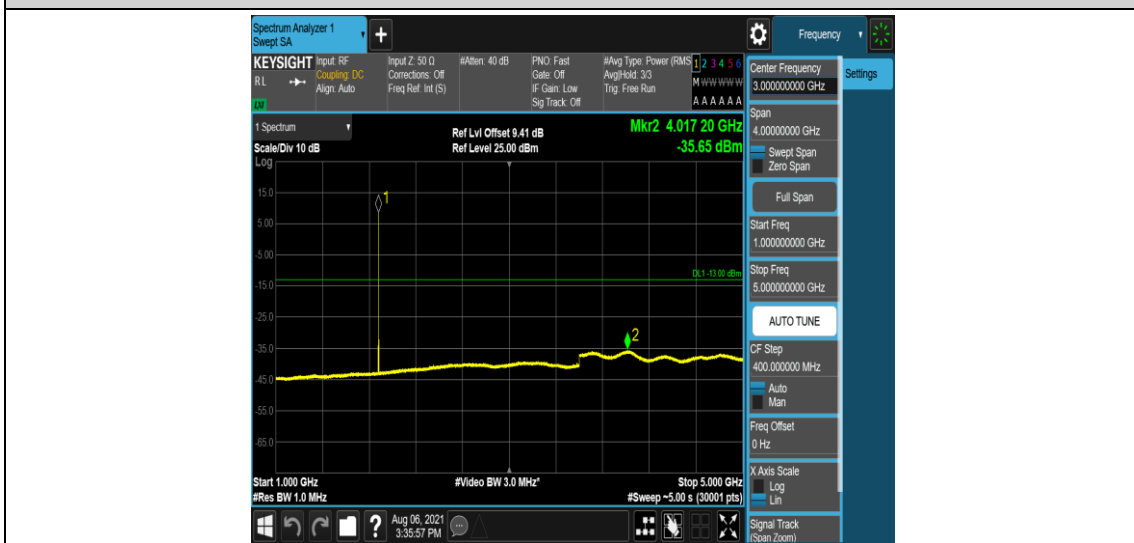 Spectrum Analyzer 1
Swept SA
Frequency
KEYSIGHT
RL
LXI
Input: RF
Coupling: DC
Align: Auto
Input Z: 50 Ω
Corrections: Off
Freq Ref: Int (S)
#Atten: 40 dB
PNO: Fast
Gate: Off
IF Gain: Low
Sig Track: Off
#Avg Type: Power (RMS
Avg|Hold: 3/3
Trig: Free Run
1 2 3 4 5 6
M W W W W W
A A A A A A
1 Spectrum
Scale/Div 10 dB
Log
Ref Lvl Offset 9.41 dB
Ref Level 25.00 dBm
Mkr2 4.017 20 GHz
-35.65 dBm
15.0
5.00
-5.00
-15.0
-25.0
-35.0
-45.0
-55.0
-65.0
1
DL1 -13.00 dBm
2
Start 1.000 GHz
#Res BW 1.0 MHz
#Video BW 3.0 MHz*
Stop 5.000 GHz
#Sweep ~5.00 s (30001 pts)
?
Aug 06, 2021
3:35:57 PM
Center Frequency
3.000000000 GHz
Settings
Span
4.00000000 GHz
Swept Span
Zero Span
Full Span
Start Freq
1.000000000 GHz
Stop Freq
5.000000000 GHz
AUTO TUNE
CF Step
400.000000 MHz
Auto
Man
Freq Offset
0 Hz
X Axis Scale
Log
Lin
Signal Track
(Span Zoom)